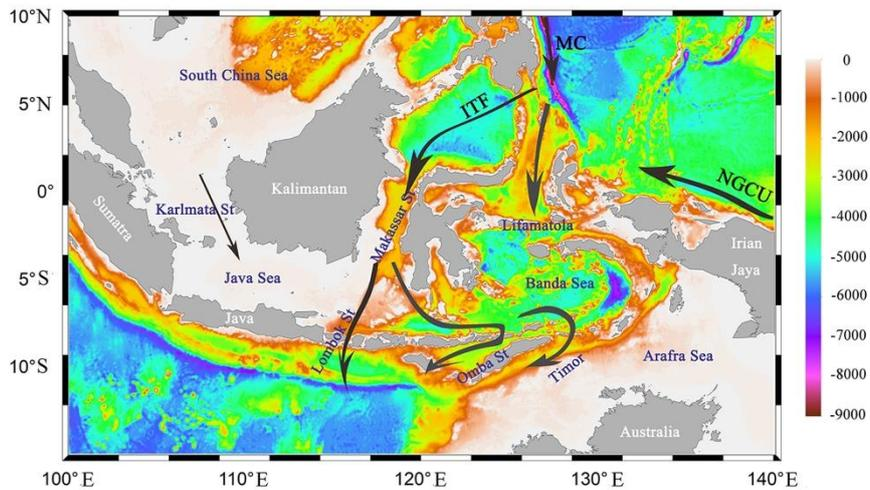 10°N
5°N
0°
5°S
10°S
100°E
110°E
120°E
130°E
140°E
MC
South China Sea
ITF
NGCU
Kalimantan
Sumatra
Karlmata St
Makassar St
Lifamatola
Irian
Jaya
Java Sea
Banda Sea
Java
Lombok St
Omba St
Timor
Arafra Sea
Australia
0
-1000
-2000
-3000
-4000
-5000
-6000
-7000
-8000
-9000